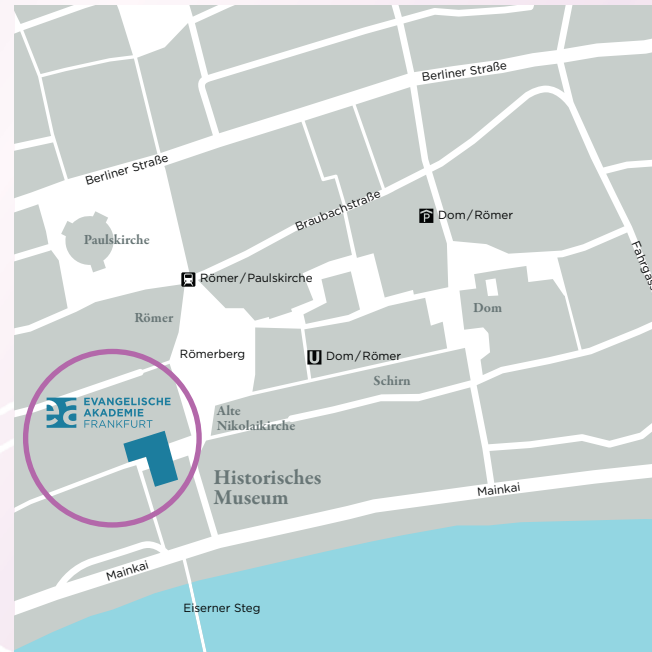 Berliner Straße
Berliner Straße
Braubachstraße
P
Dom/Römer
Paulskirche
Fahrgass
Römer/Paulskirche
Dom
Römer
Römerberg
U
Dom/Römer
Schirn
EVANGELISCHE
AKADEMIE
FRANKFURT
Alte
Nikolaikirche
Historisches
Museum
Mainkai
Mainkai
Eiserner Steg